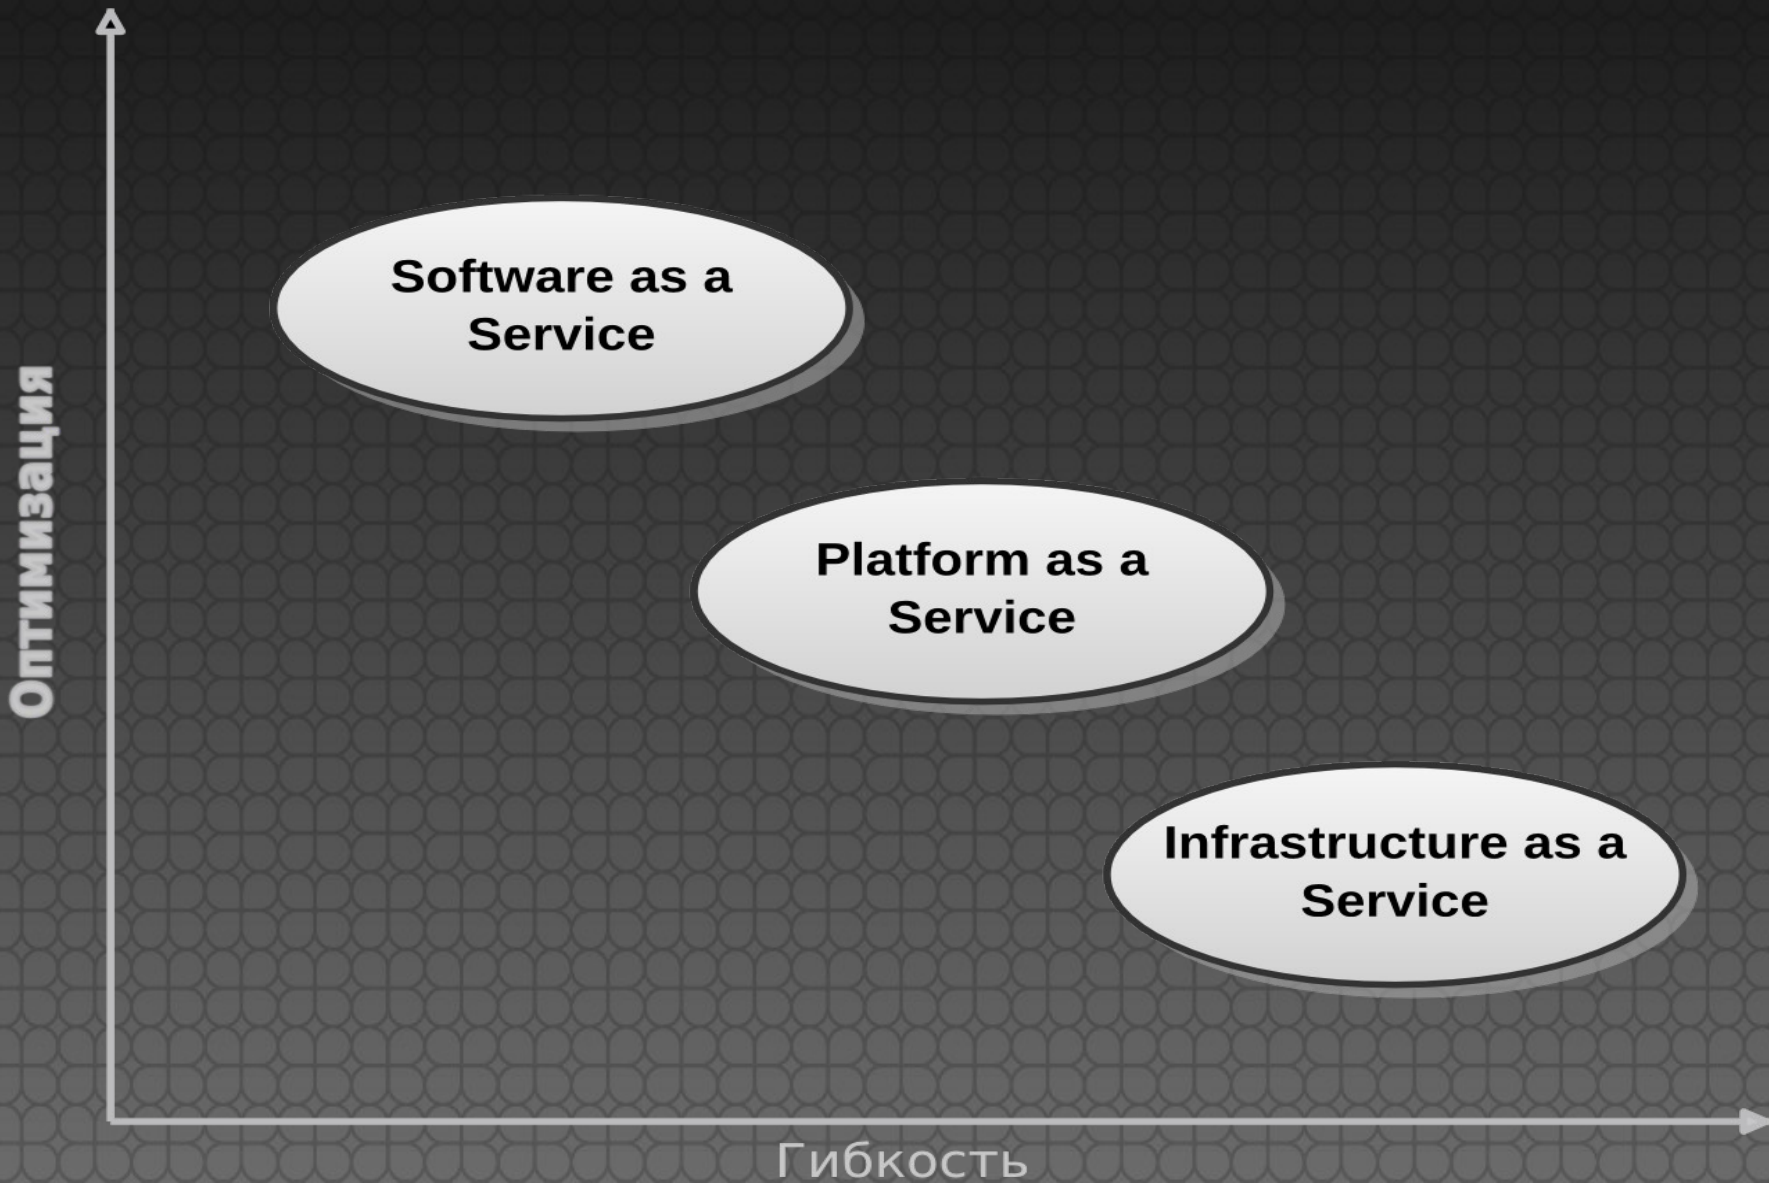 Оптимизация
Software as a
Service
Platform as a
Service
Infrastructure as a
Service
Гибкость